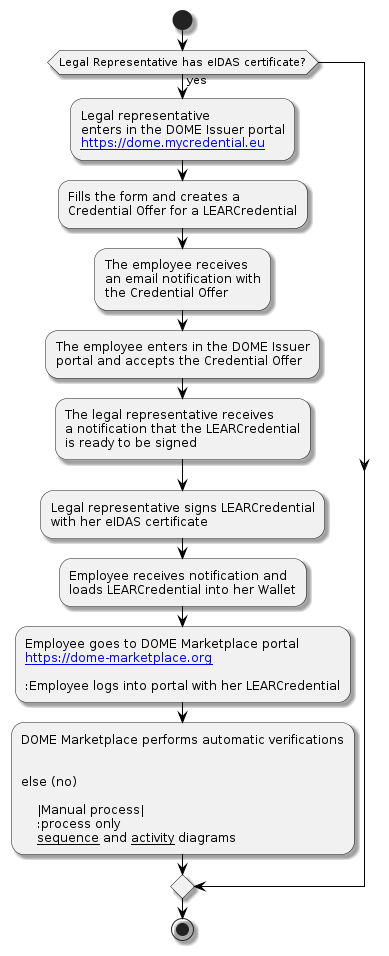 Legal Representative has eIDAS certificate?
yes
Legal representative
enters in the DOME Issuer portal
https://dome.mycredential.eu
Fills the form and creates a
Credential Offer for a LEARCredential
The employee receives
an email notification with
the Credential Offer
The employee enters in the DOME Issuer
portal and accepts the Credential Offer
The legal representative receives
a notification that the LEARCredential
is ready to be signed
Legal representative signs LEARCredential
with her eIDAS certificate
Employee receives notification and
loads LEARCredential into her Wallet
Employee goes to DOME Marketplace portal
https://dome-marketplace.org
:Employee logs into portal with her LEARCredential
DOME Marketplace performs automatic verifications
else (no)
|Manual process|
:process only
sequence and activity diagrams